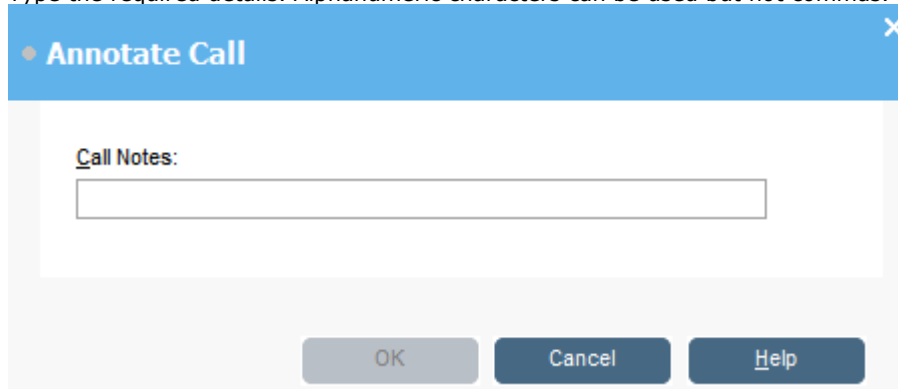 Type the required details. Alphanumeric characters can be used but not commas.
Annotate Call
Call Notes:
OK
Cancel
Help